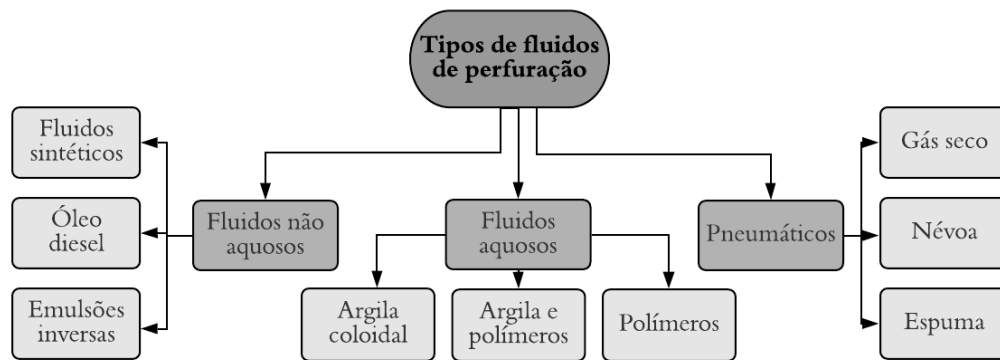 Tipos de fluidos
de perfuração
Fluidos
sintéticos
Óleo
diesel
Emulsões
inversas
Fluidos não
aquosos
Fluidos
aquosos
Argila
coloidal
Argila e
polímeros
Polímeros
Pneumáticos
Gás seco
Névoa
Espuma